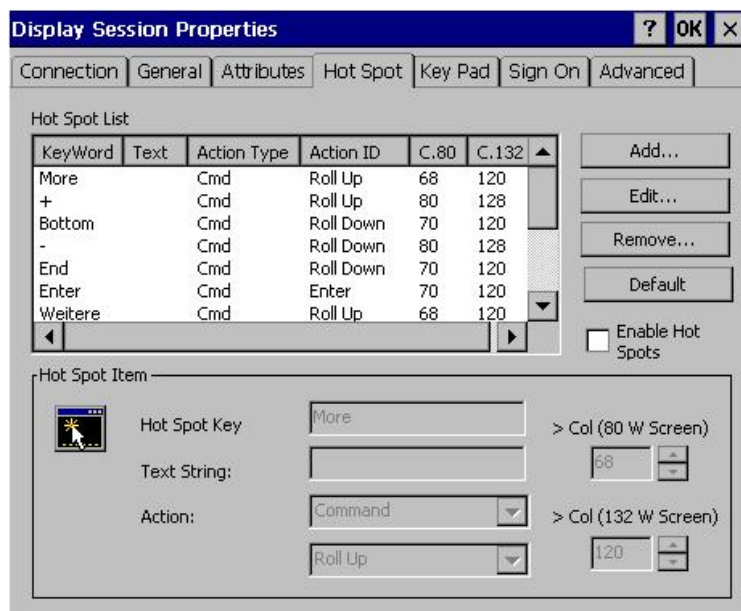 Display Session Properties ? OK ×
Connection General Attributes Hot Spot Key Pad Sign On Advanced
Hot Spot List
KeyWord Text Action Type Action ID C.80 C.132
More Cmd Roll Up 68 120
+ Cmd Roll Up 80 128
Bottom Cmd Roll Down 70 120
- Cmd Roll Down 80 128
End Cmd Roll Down 70 120
Enter Cmd Enter 70 120
Weitere Cmd Roll Up 68 120
Add...
Edit...
Remove...
Default
Enable Hot
Spots
Hot Spot Item
Hot Spot Key More
Text String:
Action: Command
Roll Up
> Col (80 W Screen)
68
> Col (132 W Screen)
120